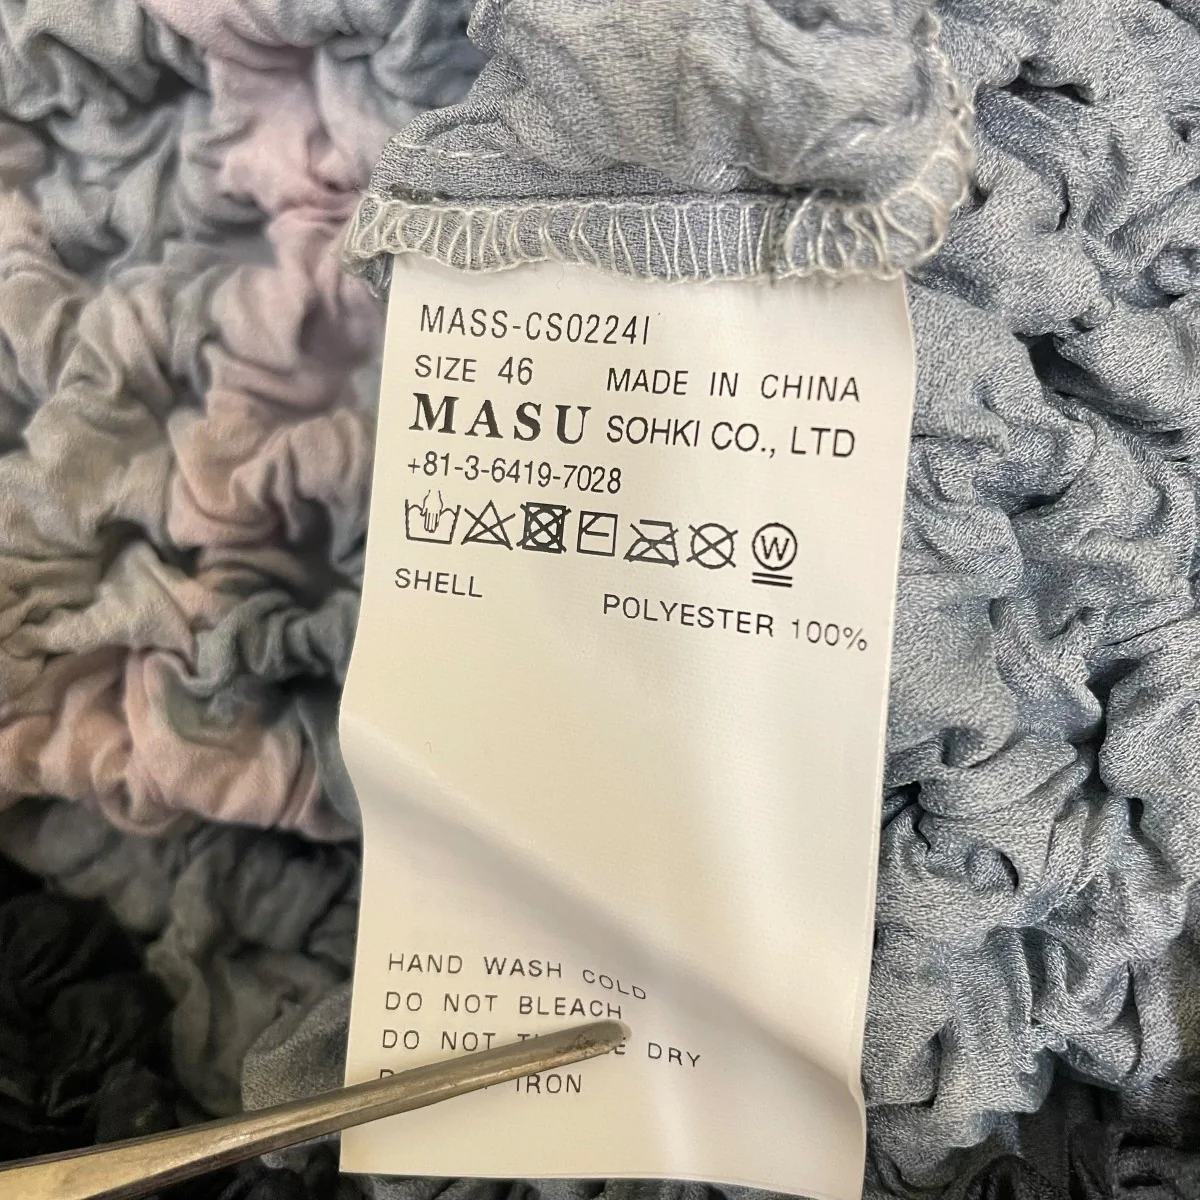 MASS-CS02241
SIZE 46 MADE IN CHINA
MASU SOHKI CO., LTD
+81-3-6419-7028
W
SHELL
POLYESTER 100%
HAND WASH COLD
DO NOT BLEACH
DO NOT DRY
IRON